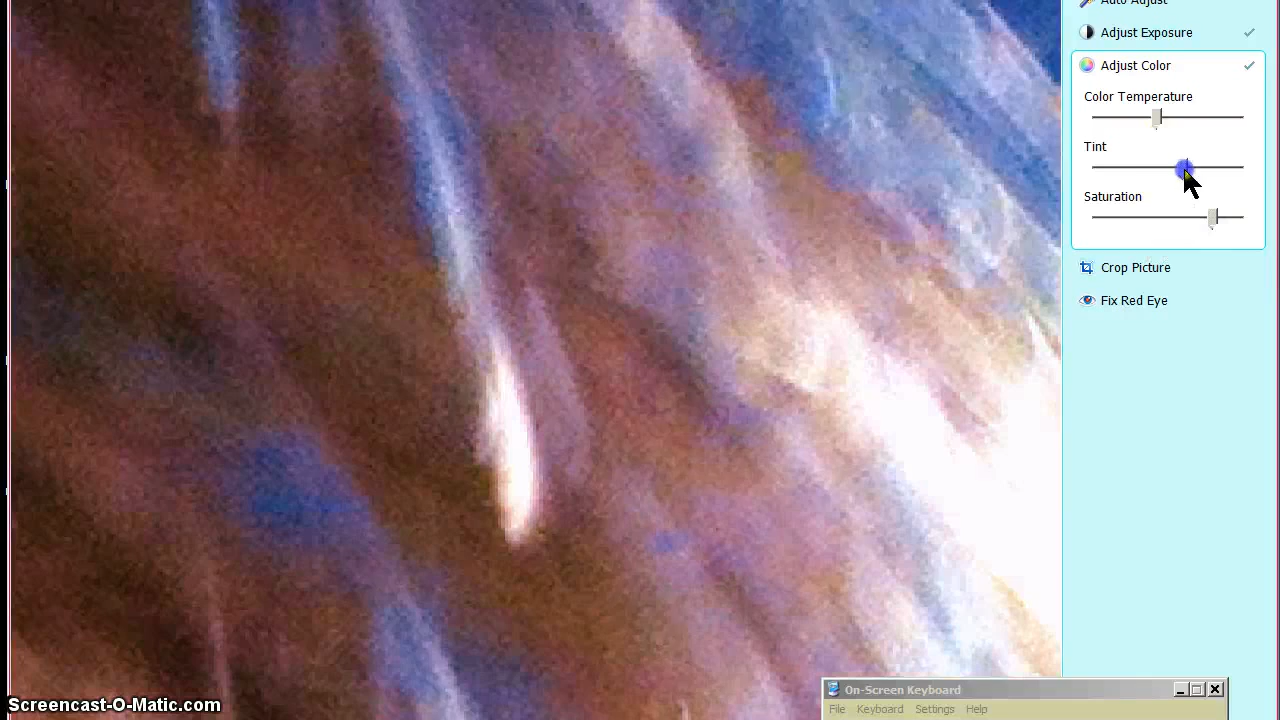 Auto Adjust
Adjust Exposure
Adjust Color
Color Temperature
Tint
Saturation
Crop Picture
Fix Red Eye
On-Screen Keyboard
File Keyboard Settings Help
Screencast-O-Matic.com